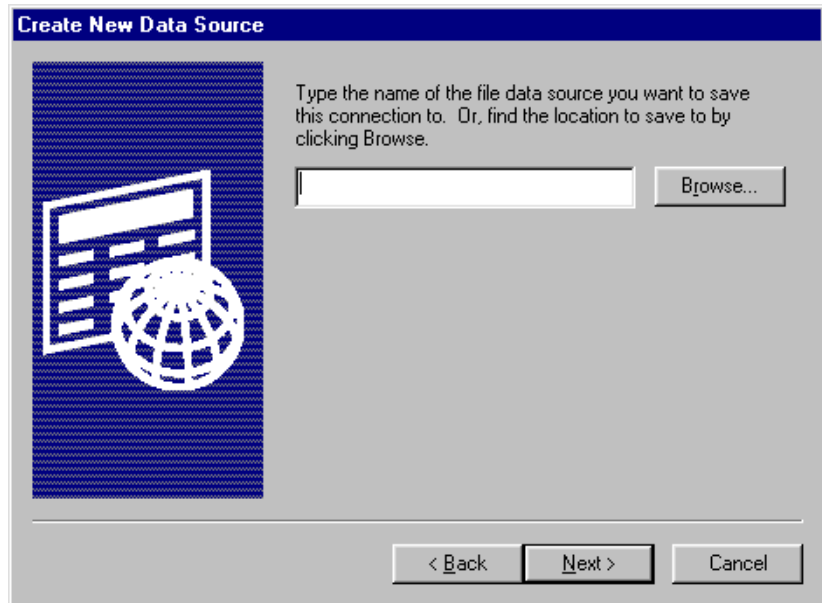 Create New Data Source
Type the name of the file data source you want to save
this connection to.  Or, find the location to save to by
clicking Browse.
Browse...
< Back
Next >
Cancel